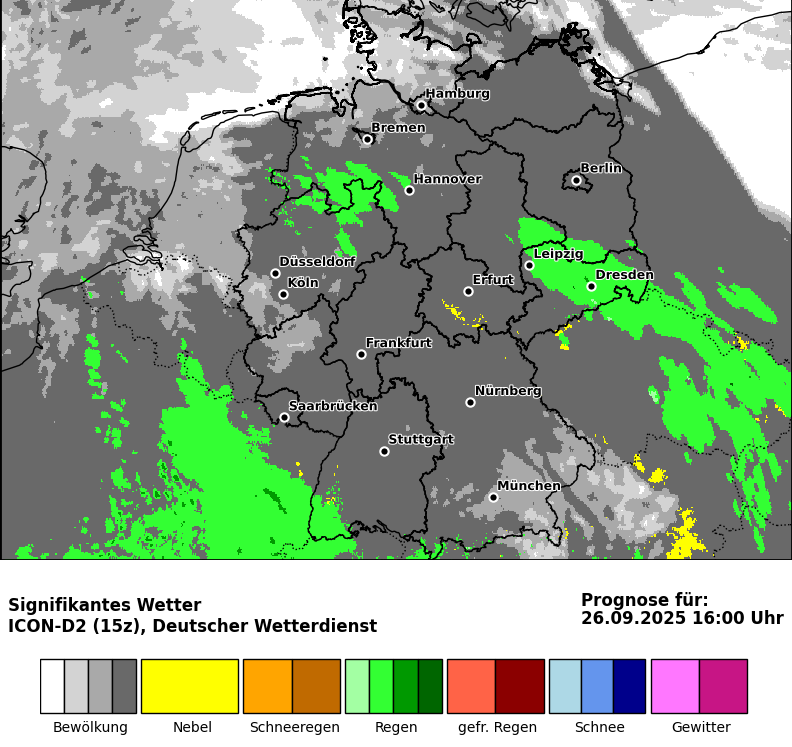 Hamburg
Bremen
Hannover
Berlin
Düsseldorf
Köln
Leipzig
Erfurt
Dresden
Frankfurt
Saarbrücken
Nürnberg
Stuttgart
München
Signifikantes Wetter
ICON-D2 (15z), Deutscher Wetterdienst
Prognose für:
26.09.2025 16:00 Uhr
Bewölkung Nebel Schneeregen Regen gefr. Regen Schnee Gewitter